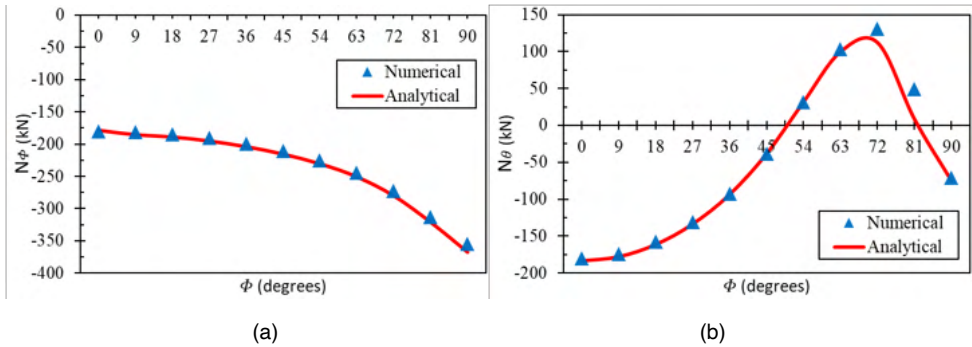 0
0 9 18 27 36 45 54 63 72 81 90
-50
-100
-150
-200
-250
-300
-350
-400
NΦ (kN)
Φ (degrees)
Numerical
Analytical
(a)
150
100
50
0
-50
-100
-150
-200
0 9 18 27 36 45 54 63 72 81 90
Nθ (kN)
Φ (degrees)
Numerical
Analytical
(b)